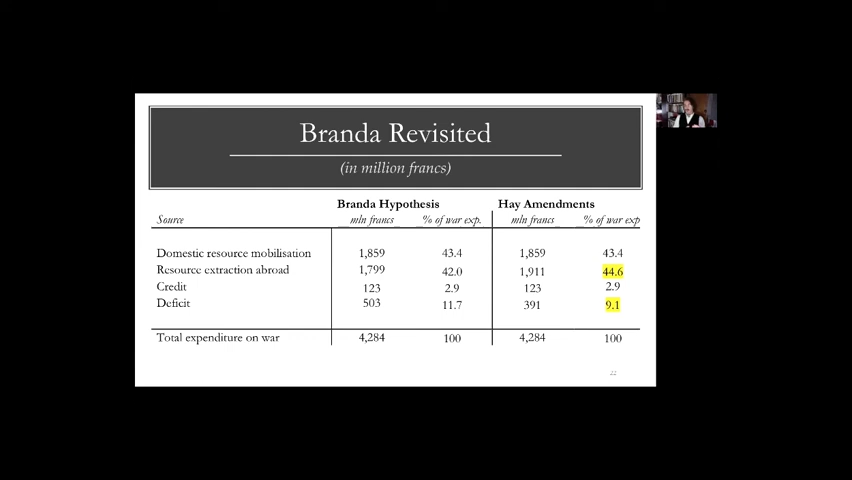 Branda Revisited
(in million francs)
Branda Hypothesis Hay Amendments
Source mln francs % of war exp. mln francs % of war exp
Domestic resource mobilisation 1,859 43.4 1,859 43.4
Resource extraction abroad 1,799 42.0 1,911 44.6
Credit 123 2.9 123 2.9
Deficit 503 11.7 391 9.1
Total expenditure on war 4,284 100 4,284 100
22